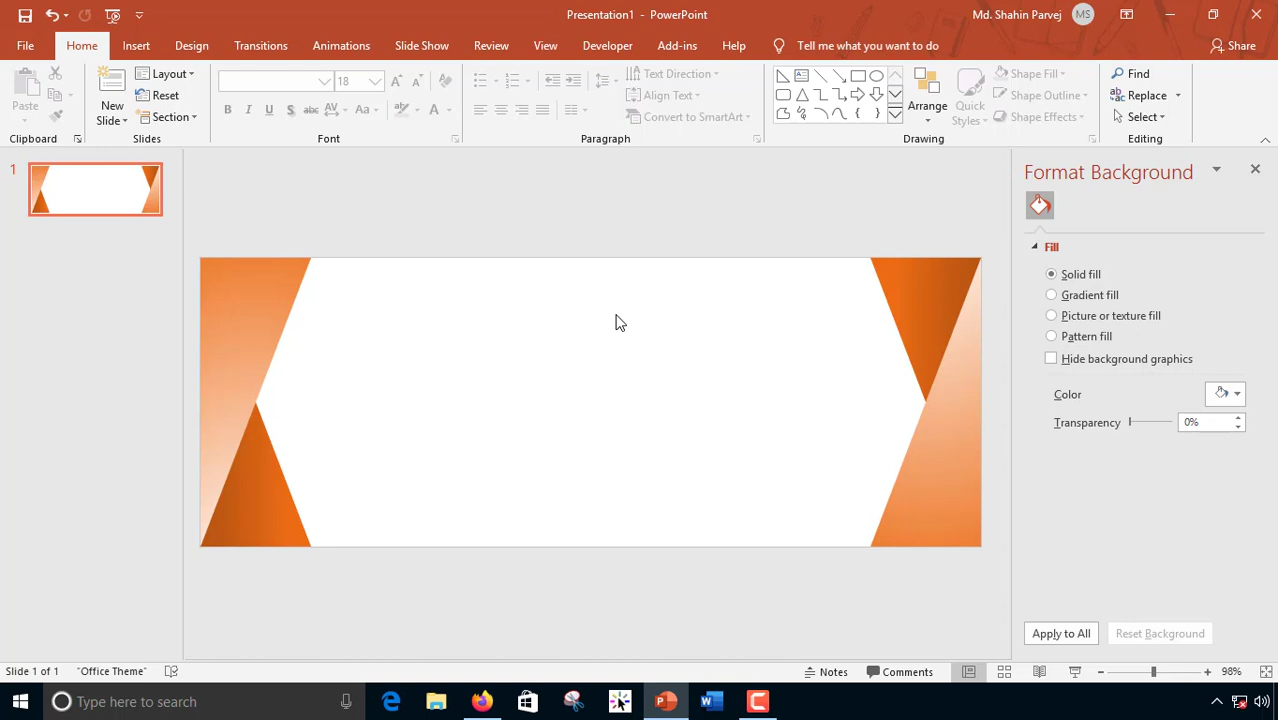 Presentation1 - PowerPoint
Md. Shahin Parvej MS
File Home Insert Design Transitions Animations Slide Show Review View Developer Add-ins Help Tell me what you want to do Share
Paste
New Slide
Layout
Reset
Section
18
B I U S abc AV Aa A
Text Direction
Align Text
Convert to SmartArt
Arrange
Quick Styles
Shape Fill
Shape Outline
Shape Effects
Find
Replace
Select
Clipboard Slides Font Paragraph Drawing Editing
1
Format Background
Fill
Solid fill
Gradient fill
Picture or texture fill
Pattern fill
Hide background graphics
Color
Transparency 0%
Apply to All Reset Background
Slide 1 of 1 "Office Theme" Notes Comments 98%
Type here to search